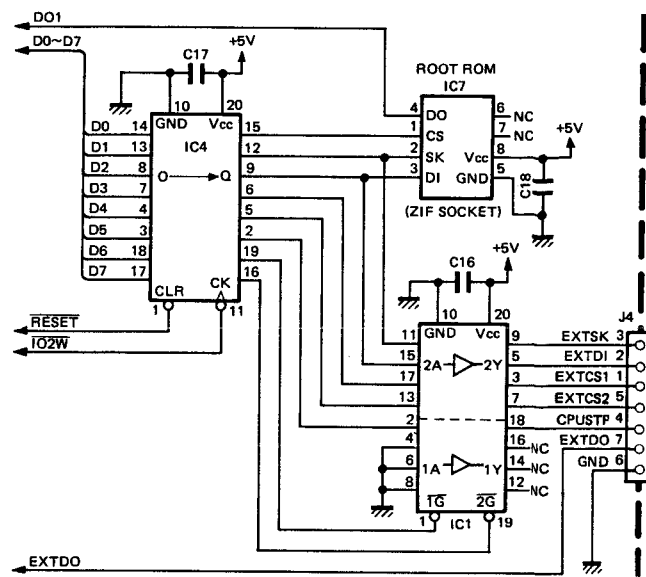 DO1
D0~D7
C17
+5V
ROOT ROM
IC7
10
20
GND
Vcc
IC4
D0 14
D1 13
D2 8
D3 7
D4 4
D5 3
D6 18
D7 17
O → Q
15
12
9
6
5
2
19
16
CLR
CK
1
11
RESET
IO2W
4 DO
1 CS
2 SK
3 DI
6 NC
7 NC
Vcc 8
GND 5
+5V
C18
(ZIF SOCKET)
C16
+5V
10
20
GND
Vcc
11
15
17
13
2
4
6
8
2A
2Y
1A
1Y
1G
2G
1
IC1
19
J4
9 EXTSK 3
5 EXTDI 2
3 EXTCS1 1
7 EXTCS2 5
18 CPUSTP 4
16 NC
14 NC
12 NC
EXTDO 7
GND 6
EXTDO